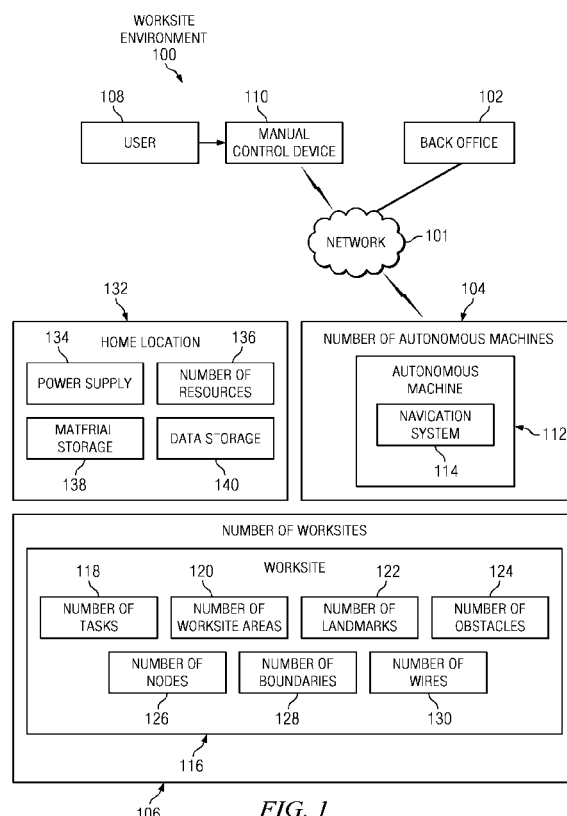 WORKSITE
ENVIRONMENT
100
108
110
102
USER
MANUAL
CONTROL DEVICE
BACK OFFICE
NETWORK
101
132
104
HOME LOCATION
NUMBER OF AUTONOMOUS MACHINES
134
136
POWER SUPPLY
NUMBER OF
RESOURCES
AUTONOMOUS
MACHINE
MATFRIAL
STORAGE
DATA STORAGE
NAVICATION
SYSTEM
112
138
140
114
NUMBER OF WORKSITES
WORKSITE
118
120
122
124
NUMBER OF
TASKS
NUMBER OF
WORKSITE AREAS
NUMBER OF
LANDMARKS
NUMBER OF
OBSTACLES
NUMBER OF
NODES
NUMBER OF
BOUNDARIES
NUMBER OF
WIRES
126
128
130
116
106
FIG. 1